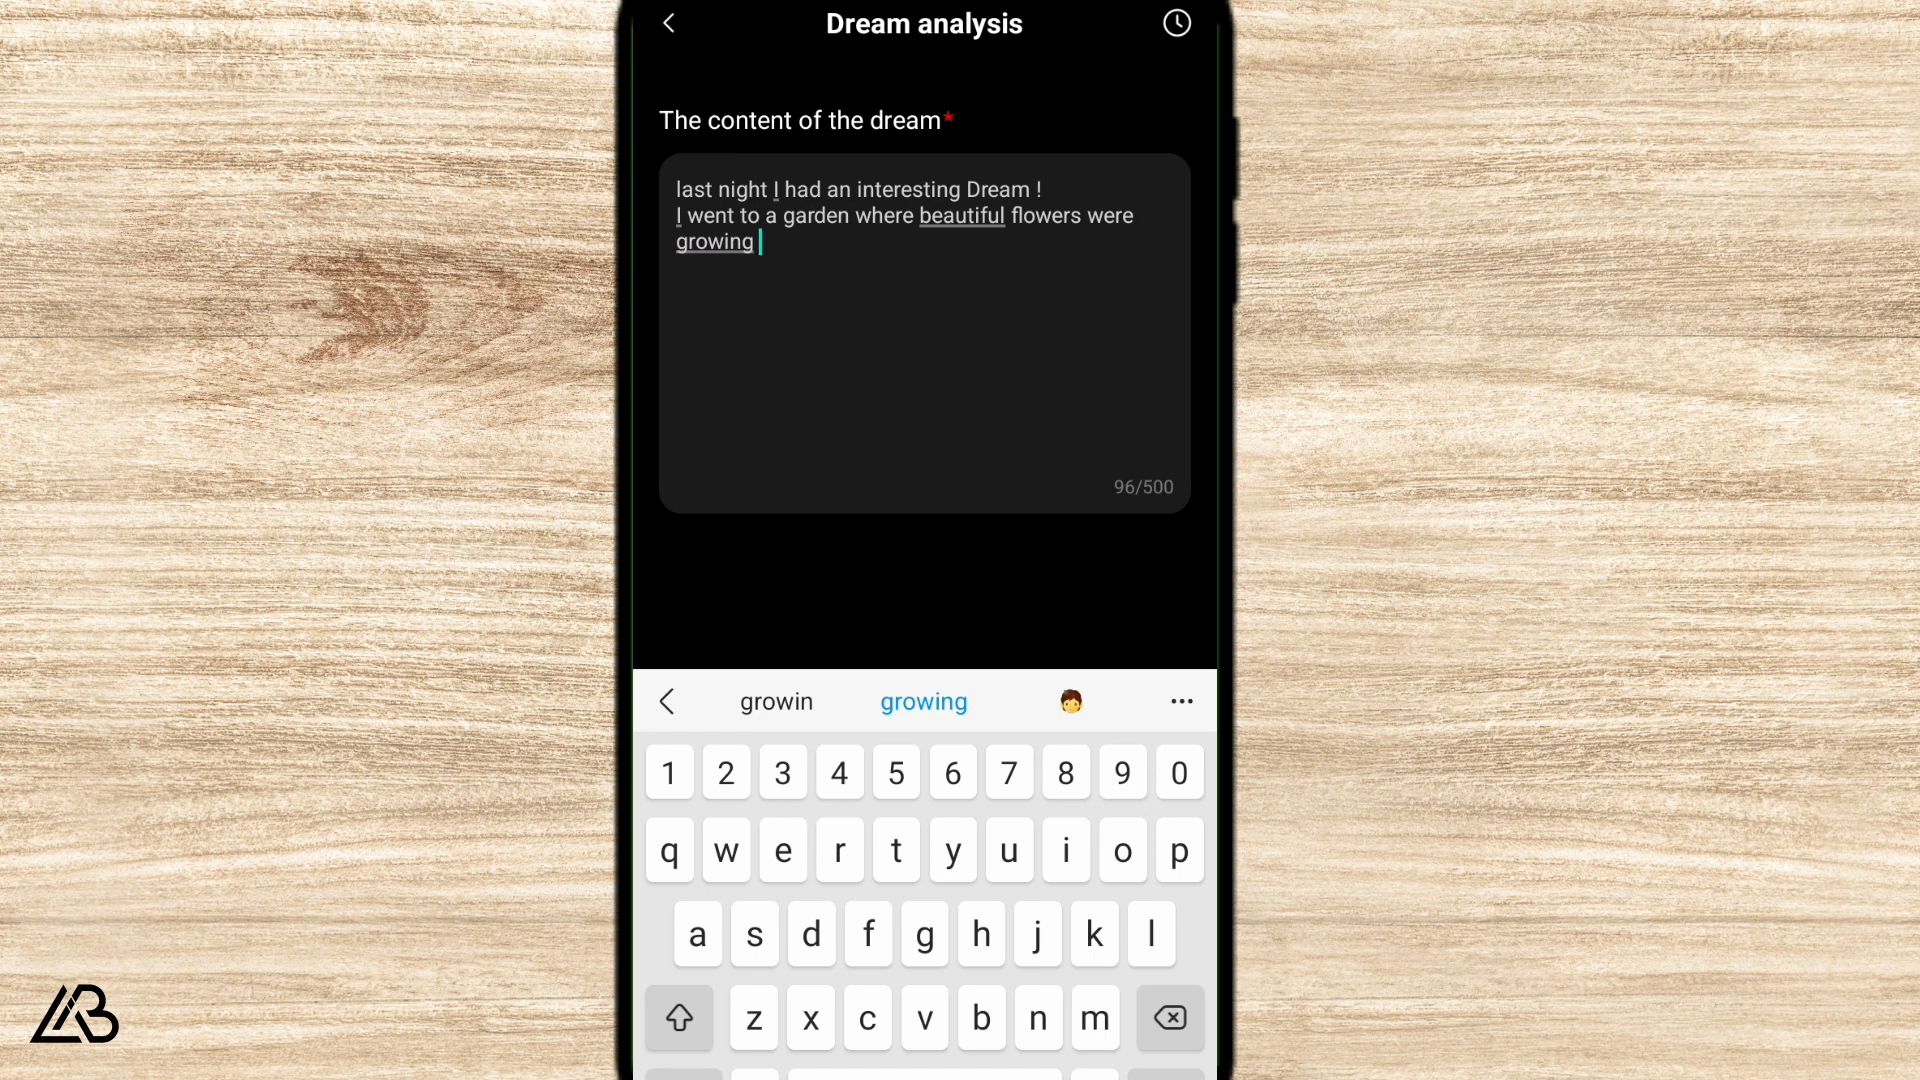 Dream analysis
The content of the dream*
last night I had an interesting Dream !
I went to a garden where beautiful flowers were
growing
96/500
growin growing
1 2 3 4 5 6 7 8 9 0
q w e r t y u i o p
a s d f g h j k l
z x c v b n m